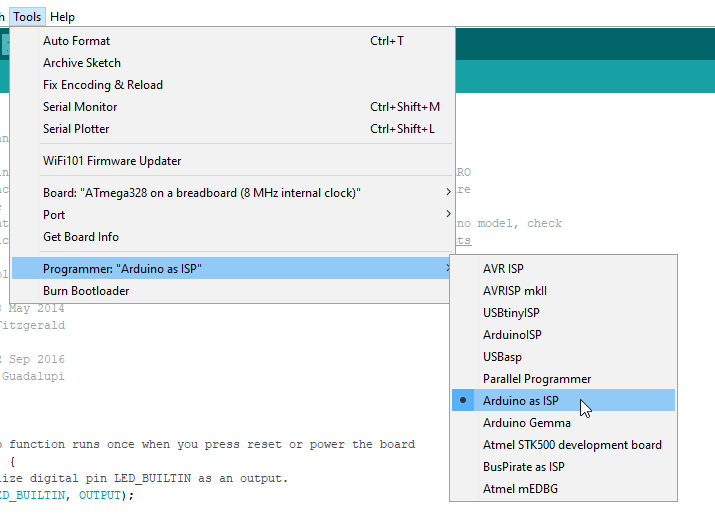 Tools Help
Auto Format Ctrl+T
Archive Sketch
Fix Encoding & Reload
Serial Monitor Ctrl+Shift+M
Serial Plotter Ctrl+Shift+L
WiFi101 Firmware Updater
RO
Board: "ATmega328 on a breadboard (8 MHz internal clock)"
re
Port
no model, check
Get Board Info
ts
Programmer: "Arduino as ISP"
Burn Bootloader
AVR ISP
AVRISP mkII
USBtinyISP
ArduinoISP
USBasp
Parallel Programmer
Arduino as ISP
Arduino Gemma
Atmel STK500 development board
BusPirate as ISP
Atmel mEDBG
May 2014
Fitzgerald
Sep 2016
Guadalupi
function runs once when you press reset or power the board
{
lize digital pin LED_BUILTIN as an output.
ED_BUILTIN, OUTPUT);